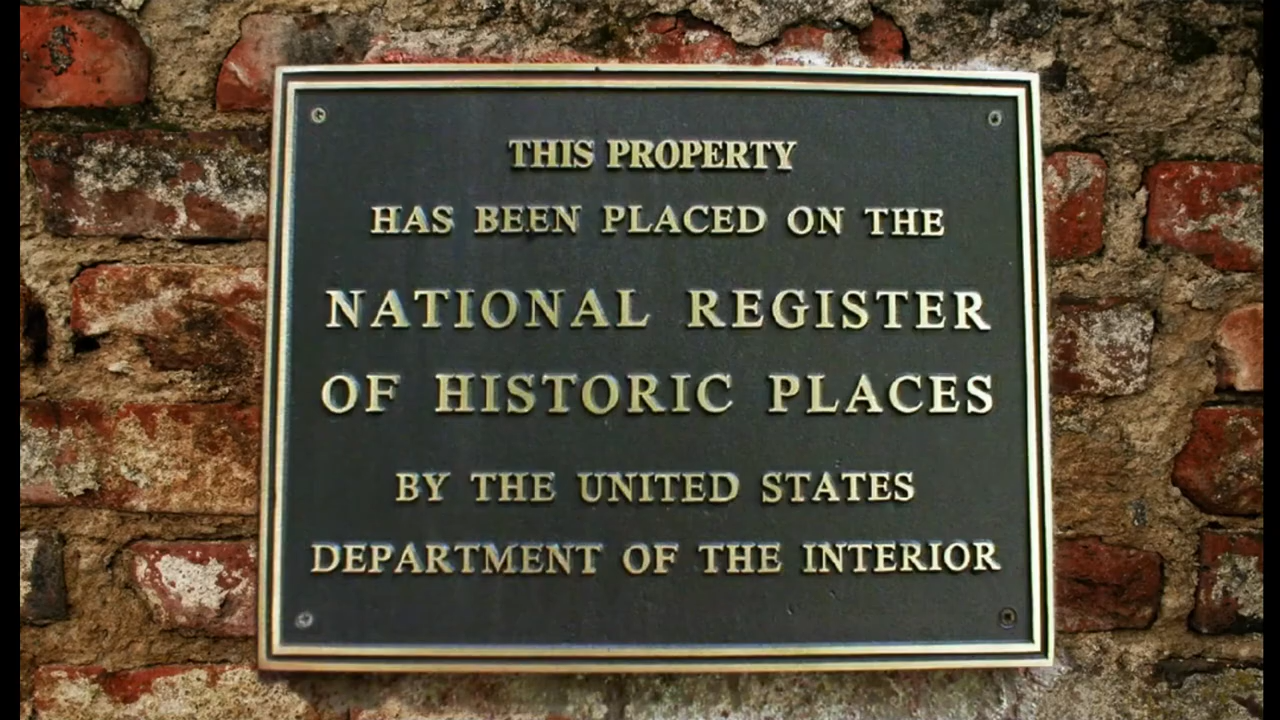 THIS PROPERTY
HAS BEEN PLACED ON THE
NATIONAL REGISTER
OF HISTORIC PLACES
BY THE UNITED STATES
DEPARTMENT OF THE INTERIOR